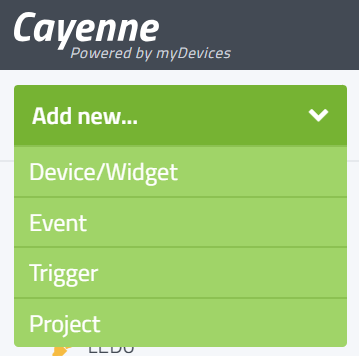 Cayenne
Powered by myDevices
Add new...
Device/Widget
Event
Trigger
Project